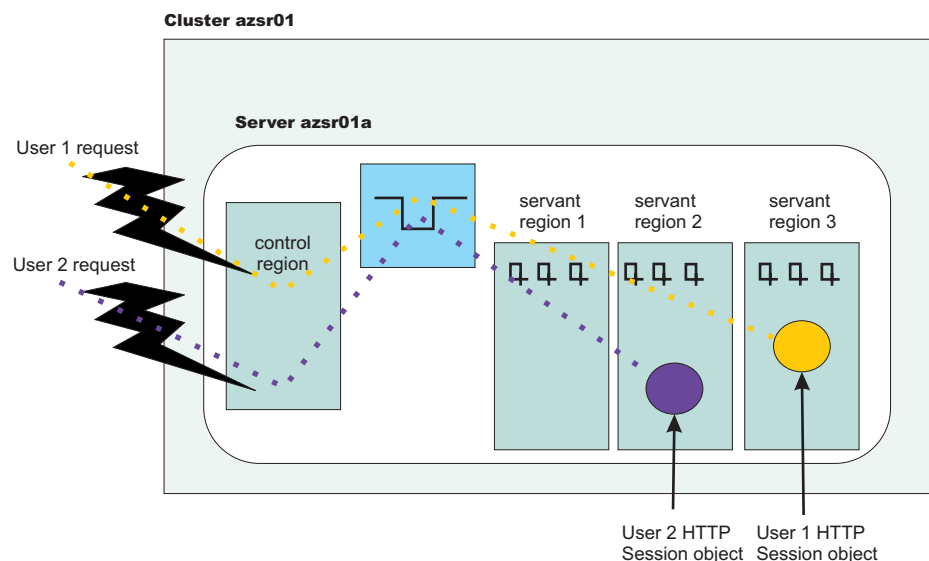 Cluster azsr01
Server azsr01a
User 1 request
User 2 request
control
region
servant
region 1
servant
region 2
servant
region 3
User 2 HTTP
Session object
User 1 HTTP
Session object